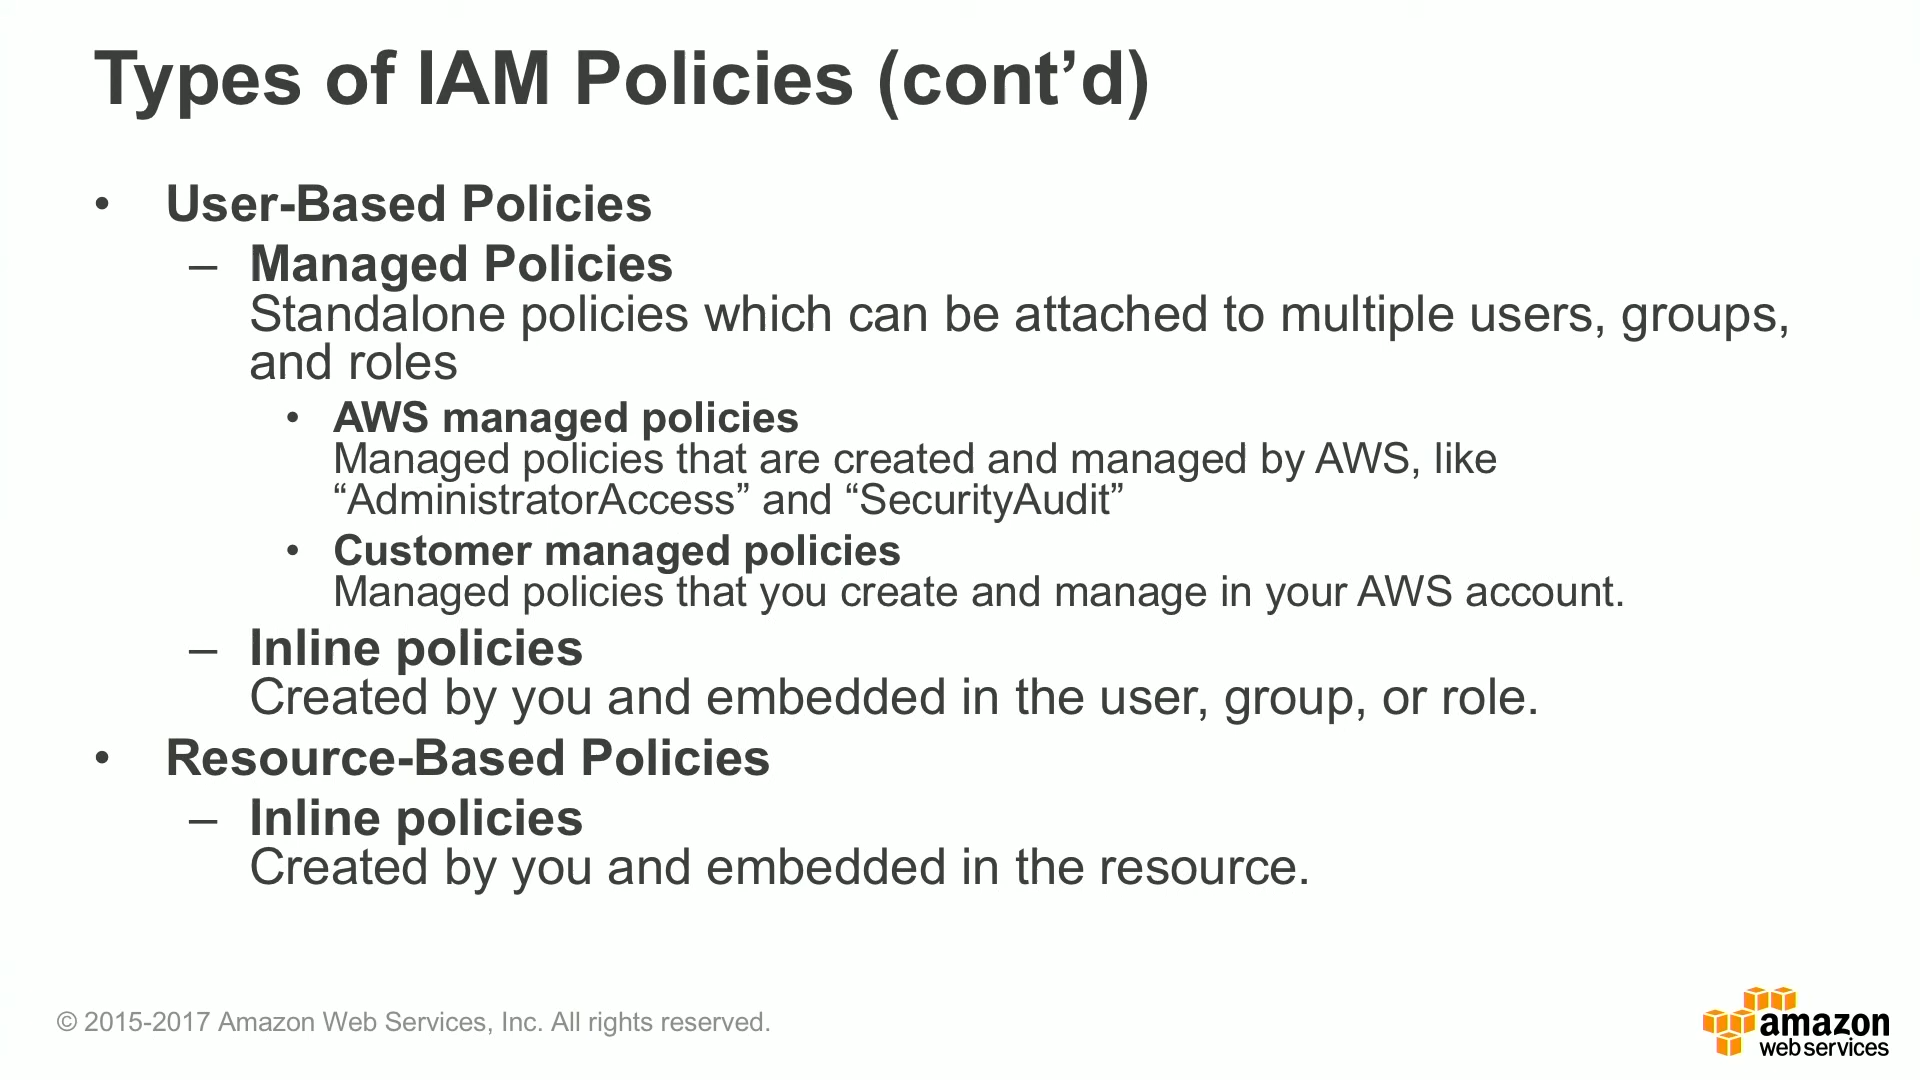 Types of IAM Policies (cont’d)
• User-Based Policies
– Managed Policies
Standalone policies which can be attached to multiple users, groups,
and roles
• AWS managed policies
Managed policies that are created and managed by AWS, like
“AdministratorAccess” and “SecurityAudit”
• Customer managed policies
Managed policies that you create and manage in your AWS account.
– Inline policies
Created by you and embedded in the user, group, or role.
• Resource-Based Policies
– Inline policies
Created by you and embedded in the resource.
© 2015-2017 Amazon Web Services, Inc. All rights reserved.
amazon
web services